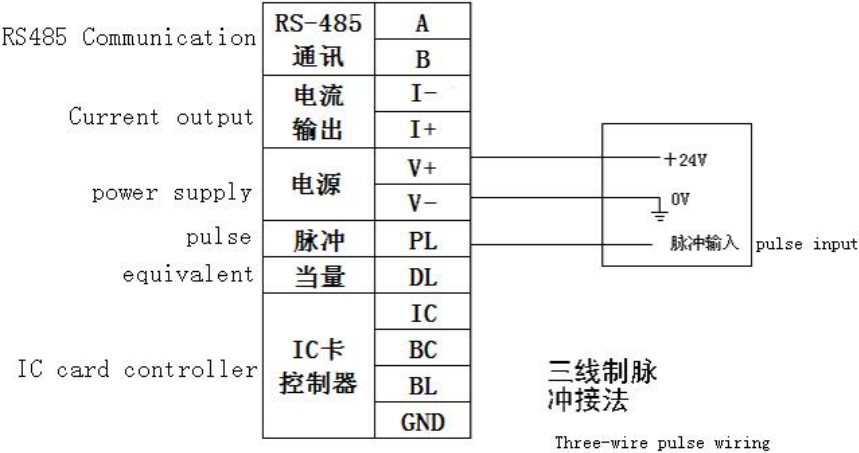 RS485 Communication
RS-485
通讯
A
B
Current output
电流
输出
I-
I+
power supply
电源
V+
V-
pulse
脉冲
PL
equivalent
当量
DL
IC card controller
IC卡
控制器
IC
BC
BL
GND
+24V
0V
脉冲输入
pulse input
三线制脉
冲接法
Three-wire pulse wiring